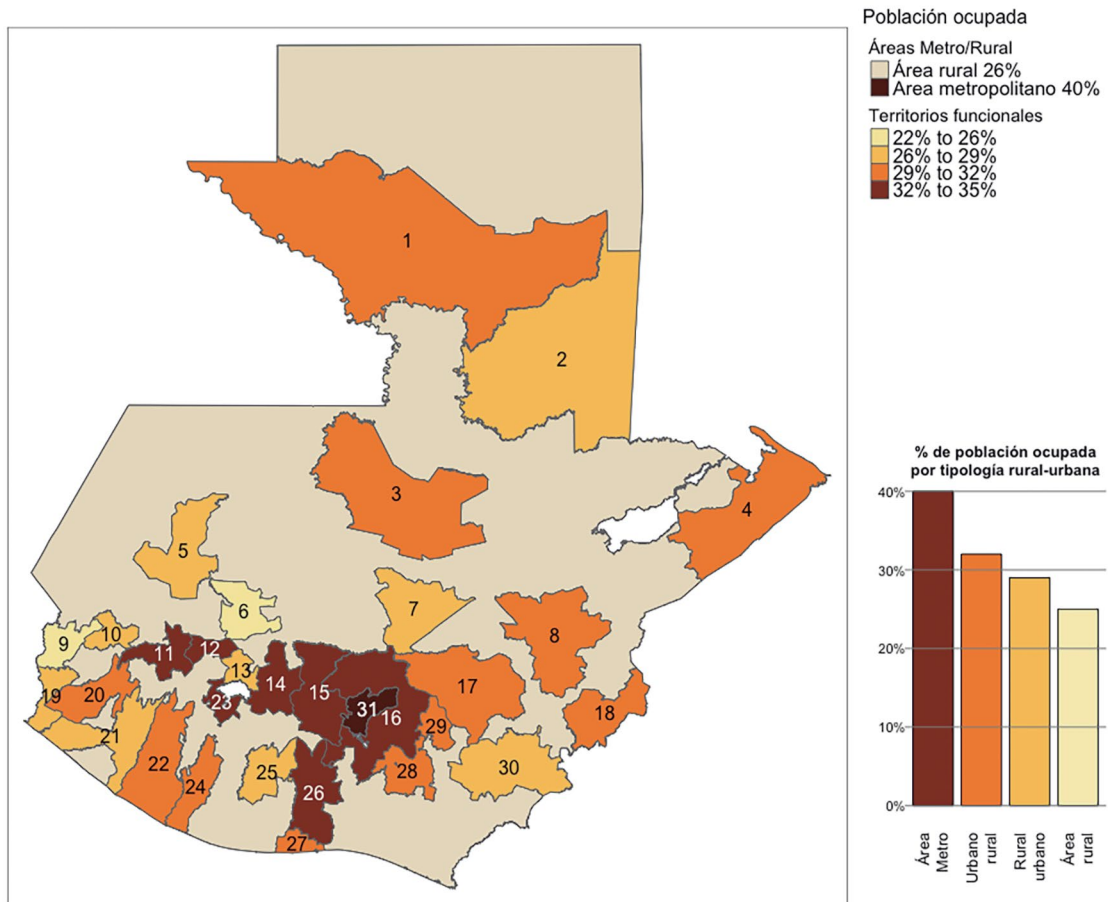 Población ocupada
Áreas Metro/Rural
Área rural 26%
Area metropolitano 40%
Territorios funcionales
22% to 26%
26% to 29%
29% to 32%
32% to 35%
1
2
3
4
5
6
7
8
9
10
11
12
13
14
15
16
17
18
19
20
21
22
23
24
25
26
27
28
29
30
31
% de población ocupada
por tipología rural-urbana
40%
30%
20%
10%
0%
Área
Metro
Urbano
rural
Rural
urbano
Área
rural